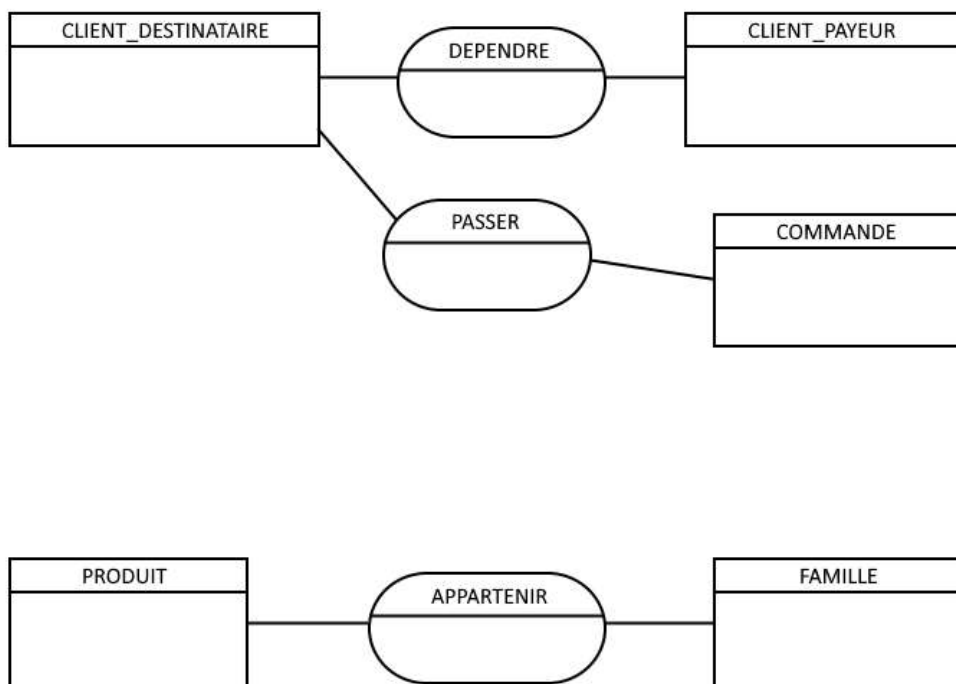 CLIENT_DESTINATAIRE
DEPENDRE
CLIENT_PAYEUR
PASSER
COMMANDE
PRODUIT
APPARTENIR
FAMILLE